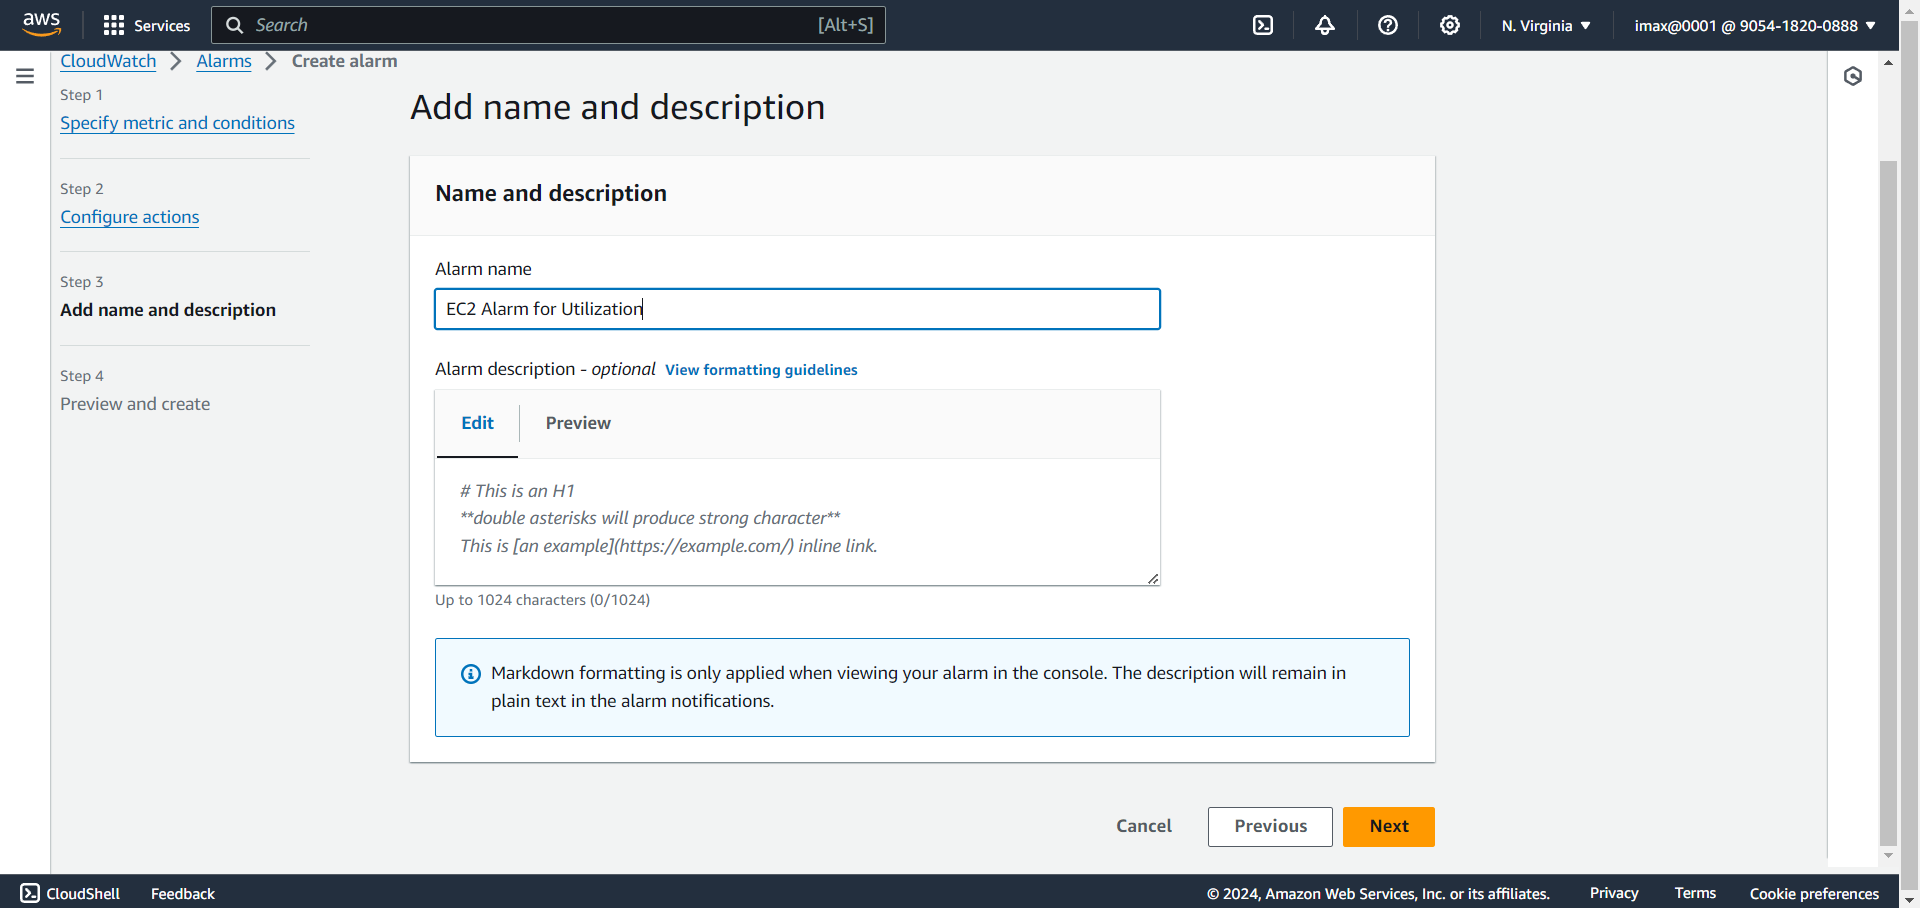 aws
Services
Search
[Alt+S]
N. Virginia
imax@0001 @ 9054-1820-0888
CloudWatch
Alarms
Create alarm
Step 1
Specify metric and conditions
Step 2
Configure actions
Step 3
Add name and description
Step 4
Preview and create
Add name and description
Name and description
Alarm name
EC2 Alarm for Utilization
Alarm description - optional View formatting guidelines
Edit
Preview
# This is an H1
**double asterisks will produce strong character**
This is [an example](https://example.com/) inline link.
Up to 1024 characters (0/1024)
Markdown formatting is only applied when viewing your alarm in the console. The description will remain in
plain text in the alarm notifications.
Cancel
Previous
Next
CloudShell
Feedback
© 2024, Amazon Web Services, Inc. or its affiliates.
Privacy
Terms
Cookie preferences